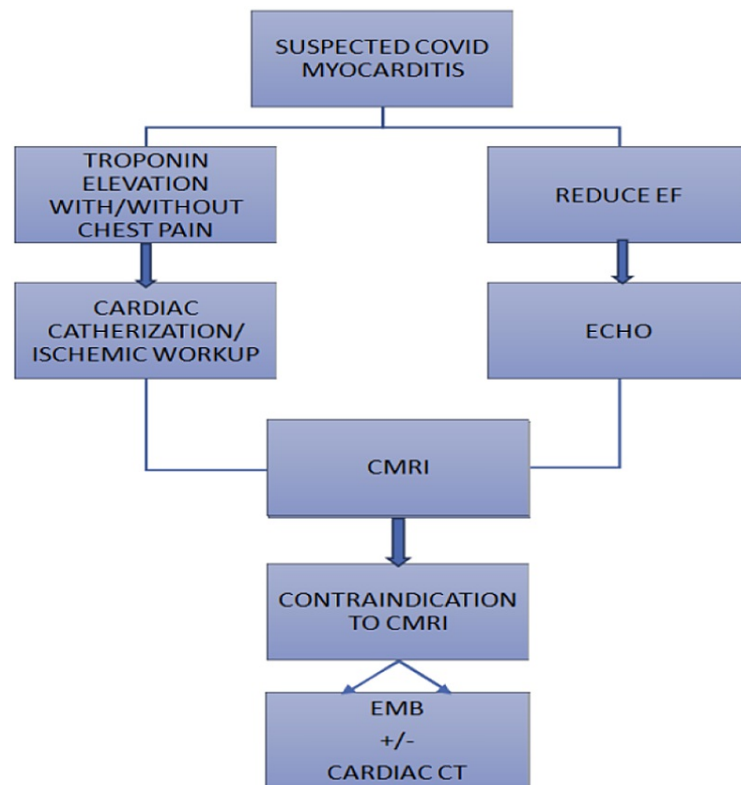 SUSPECTED COVID
MYOCARDITIS
TROPONIN
ELEVATION
WITH/WITHOUT
CHEST PAIN
REDUCE EF
CARDIAC
CATHERIZATION/
ISCHEMIC WORKUP
ECHO
CMRI
CONTRAINDICATION
TO CMRI
EMB
+/-
CARDIAC CT